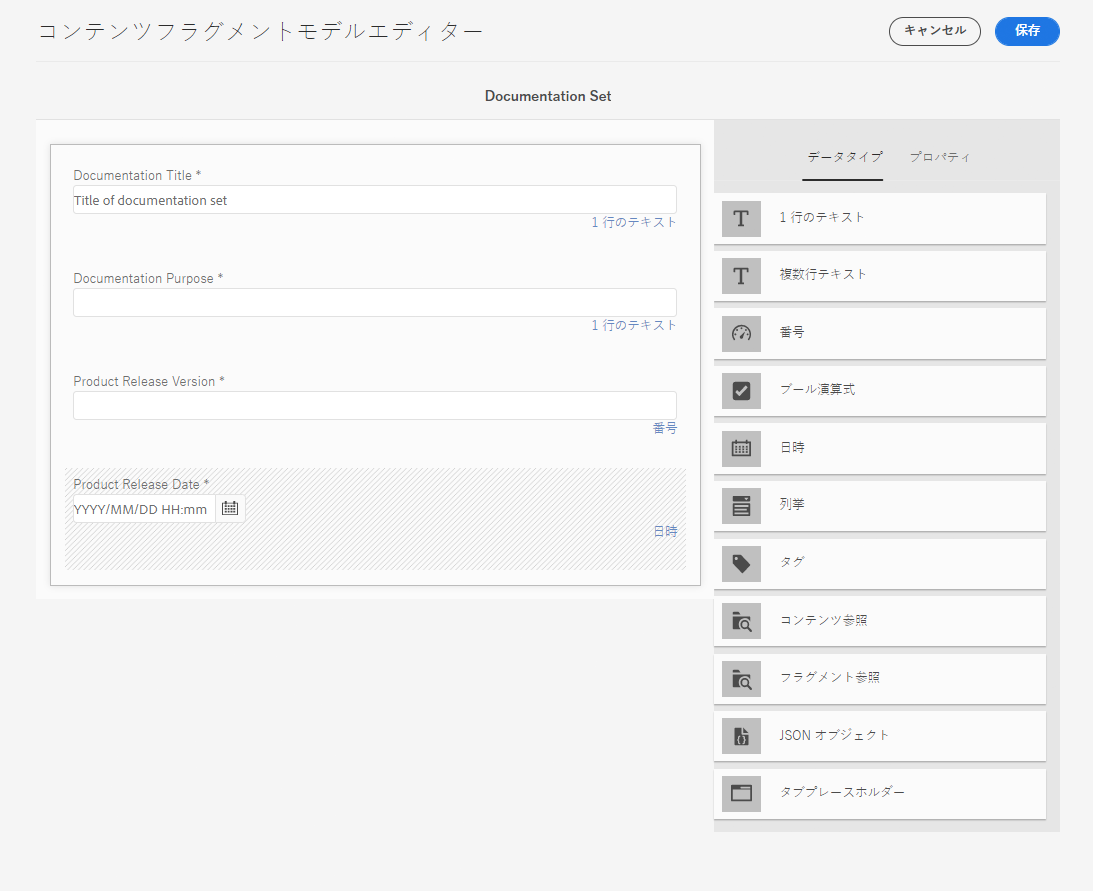 コンテンツフラグメントモデルエディター
キャンセル
保存
Documentation Set
Documentation Title *
Title of documentation set
1 行のテキスト
Documentation Purpose *
1 行のテキスト
Product Release Version *
番号
Product Release Date *
YYYY/MM/DD HH:mm
日時
データタイプ
プロパティ
1 行のテキスト
複数行テキスト
番号
ブール演算式
日時
列挙
タグ
コンテンツ参照
フラグメント参照
JSON オブジェクト
タブプレースホルダー